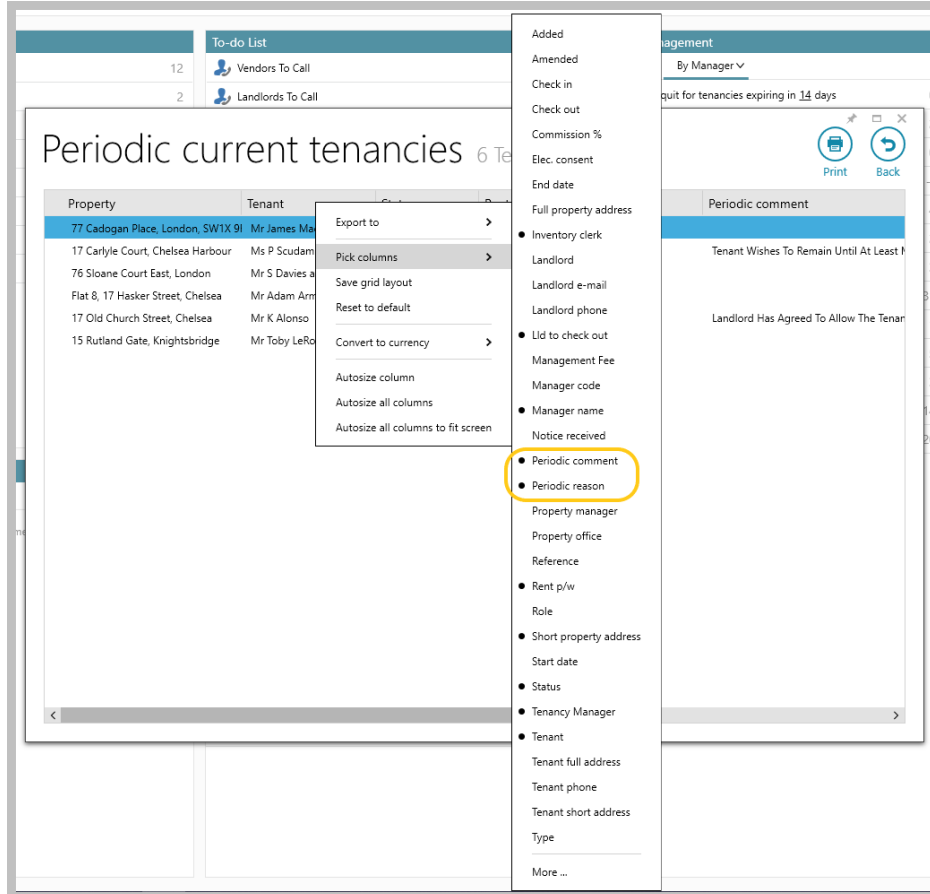 To-do List
agement
12
Vendors To Call
By Manager
2
Landlords To Call
quit for tenancies expiring in 14 days
Periodic current tenancies 6 Te
Print
Back
Property
Tenant
Periodic comment
77 Cadogan Place, London, SW1X 9
Mr James Ma
17 Carlyle Court, Chelsea Harbour
Ms P Scudam
Tenant Wishes To Remain Until At Least
76 Sloane Court East, London
Mr S Davies a
Flat 8, 17 Hasker Street, Chelsea
Mr Adam Arm
17 Old Church Street, Chelsea
Mr K Alonso
Landlord Has Agreed To Allow The Tenan
15 Rutland Gate, Knightsbridge
Mr Toby LeRo
Export to
Pick columns
Save grid layout
Reset to default
Convert to currency
Autosize column
Autosize all columns
Autosize all columns to fit screen
Added
Amended
Check in
Check out
Commission %
Elec. consent
End date
Full property address
Inventory clerk
Landlord
Landlord e-mail
Landlord phone
Lld to check out
Management Fee
Manager code
Manager name
Notice received
Periodic comment
Periodic reason
Property manager
Property office
Reference
Rent p/w
Role
Short property address
Start date
Status
Tenancy Manager
Tenant
Tenant full address
Tenant phone
Tenant short address
Type
More ...